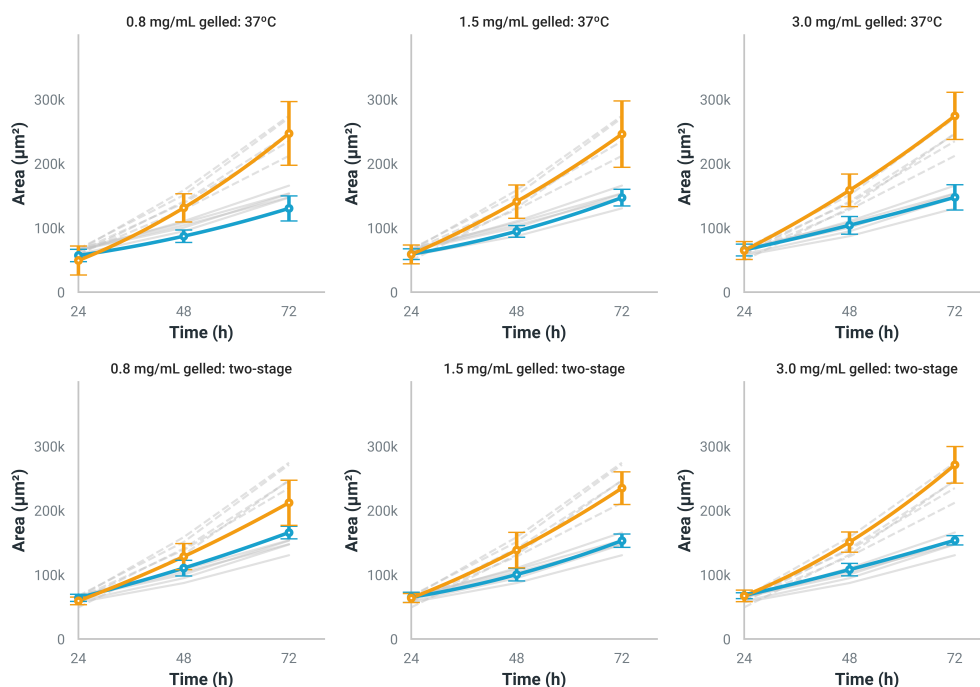 0.8 mg/mL gelled: 37ºC
1.5 mg/mL gelled: 37ºC
3.0 mg/mL gelled: 37ºC
Area (µm²)
300k
200k
100k
0
24
48
72
Time (h)
Area (µm²)
300k
200k
100k
0
24
48
72
Time (h)
Area (µm²)
300k
200k
100k
0
24
48
72
Time (h)
0.8 mg/mL gelled: two-stage
1.5 mg/mL gelled: two-stage
3.0 mg/mL gelled: two-stage
Area (µm²)
300k
200k
100k
0
24
48
72
Time (h)
Area (µm²)
300k
200k
100k
0
24
48
72
Time (h)
Area (µm²)
300k
200k
100k
0
24
48
72
Time (h)